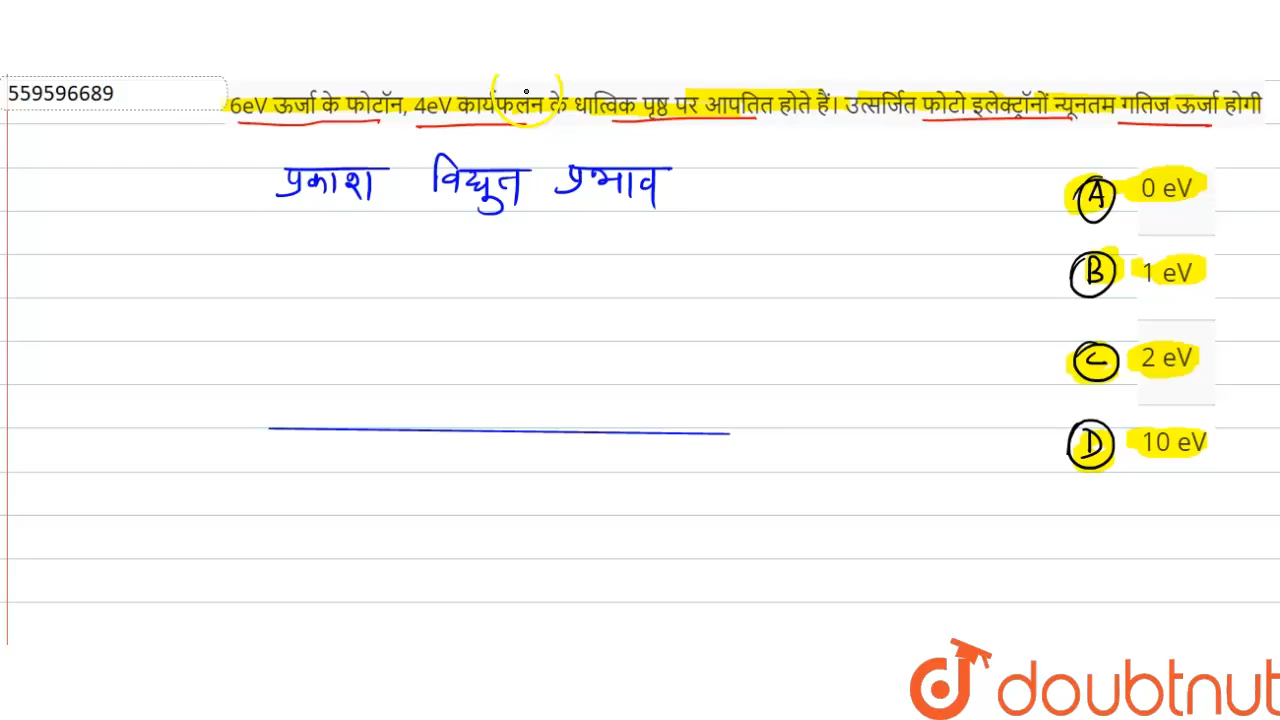 559596689
6eV ऊर्जा के फोटॉन, 4eV कार्यफलन के धात्विक पृष्ठ पर आपतित होते हैं। उत्सर्जित फोटो इलेक्ट्रॉनों न्यूनतम गतिज ऊर्जा होगी
प्रकाश विद्युत प्रभाव
A 0 eV
B 1 eV
C 2 eV
D 10 eV
doubtnut